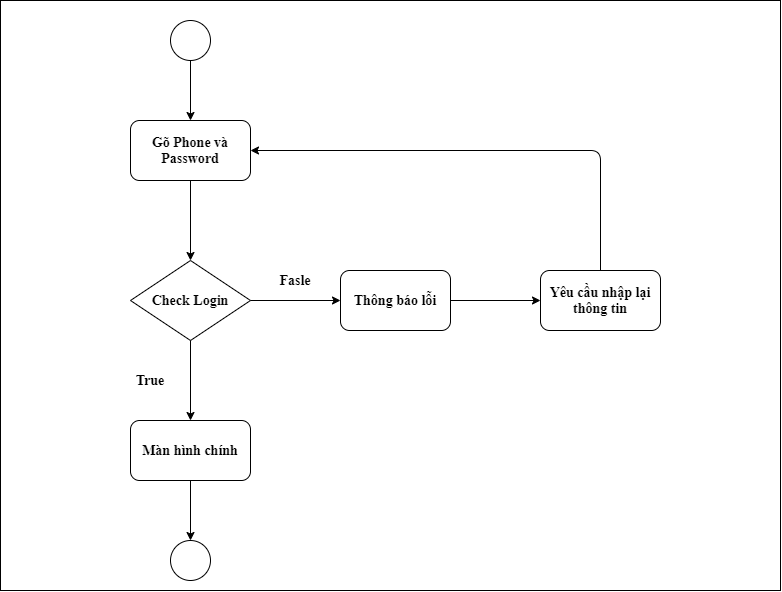 Gõ Phone và
Password
Check Login
Fasle
Thông báo lỗi
Yêu cầu nhập lại
thông tin
True
Màn hình chính